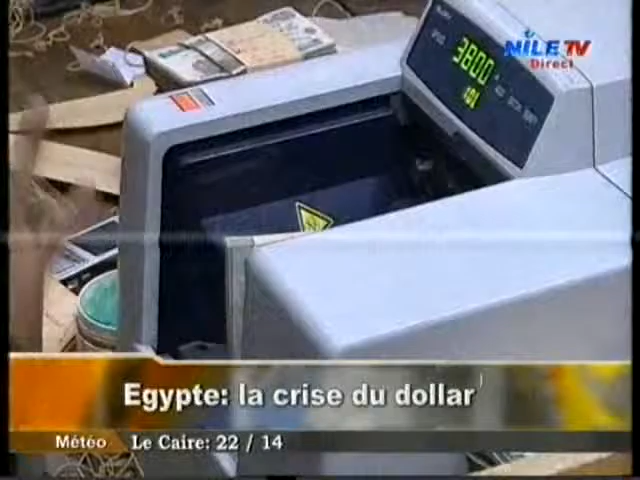 NILE TV
Direct
3800
Egypte: la crise du dollar
Météo Le Caire: 22 / 14